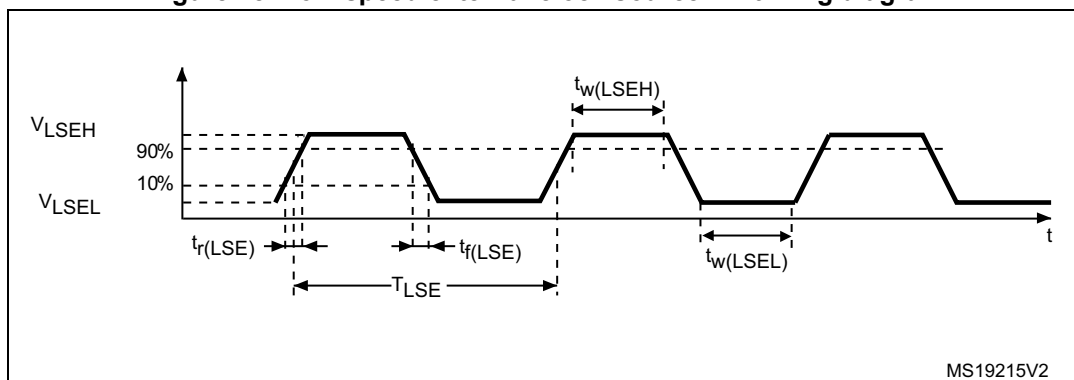 tw(LSEH)
VLSEH
90%
10%
VLSEL
tr(LSE)
tf(LSE)
TLSE
tw(LSEL)
t
MS19215V2